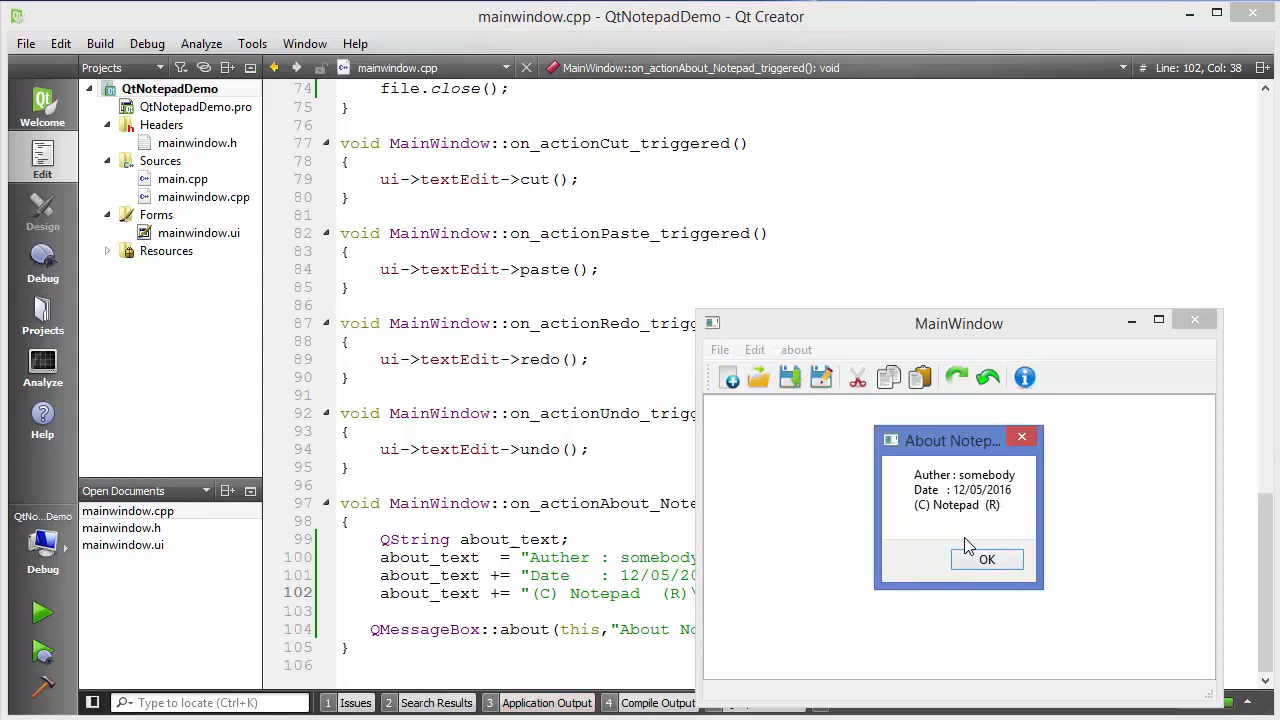 mainwindow.cpp - QtNotepadDemo - Qt Creator
File Edit Build Debug Analyze Tools Window Help
Projects
mainwindow.cpp
MainWindow::on_actionAbout_Notepad_triggered(): void
# Line: 102, Col: 38
Welcome
Edit
Design
Debug
Projects
Analyze
Help
QtNo...Demo
Debug
QtNotepadDemo
QtNotepadDemo.pro
Headers
mainwindow.h
Sources
main.cpp
mainwindow.cpp
Forms
mainwindow.ui
Resources
Open Documents
mainwindow.cpp
mainwindow.h
mainwindow.ui
74 file.close();
75 }
76
77 void MainWindow::on_actionCut_triggered()
78 {
79 ui->textEdit->cut();
80 }
81
82 void MainWindow::on_actionPaste_triggered()
83 {
84 ui->textEdit->paste();
85 }
86
87 void MainWindow::on_actionRedo_trigg
88 {
89 ui->textEdit->redo();
90 }
91
92 void MainWindow::on_actionUndo_trigg
93 {
94 ui->textEdit->undo();
95 }
96
97 void MainWindow::on_actionAbout_Note
98 {
99 QString about_text;
100 about_text = "Auther : somebody
101 about_text += "Date : 12/05/20
102 about_text += "(C) Notepad (R)\
103
104 QMessageBox::about(this,"About No
105 }
106
MainWindow
File Edit about
About Notep...
Auther : somebody
Date : 12/05/2016
(C) Notepad (R)
OK
Type to locate (Ctrl+K)
1 Issues
2 Search Results
3 Application Output
4 Compile Output